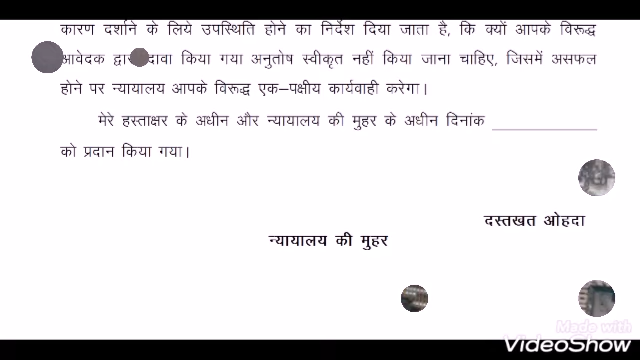 कारण दर्शाने के लिये उपस्थिति होने का निर्देश दिया जाता है, कि क्यों आपके विरूद्ध
आवेदक द्वारा दावा किया गया अनुतोष स्वीकृत नहीं किया जाना चाहिए, जिसमें असफल
होने पर न्यायालय आपके विरूद्ध एक–पक्षीय कार्यवाही करेगा।
मेरे हस्ताक्षर के अधीन और न्यायालय की मुहर के अधीन दिनांक
को प्रदान किया गया।
दस्तखत ओहदा
न्यायालय की मुहर
Made with
VideoShow